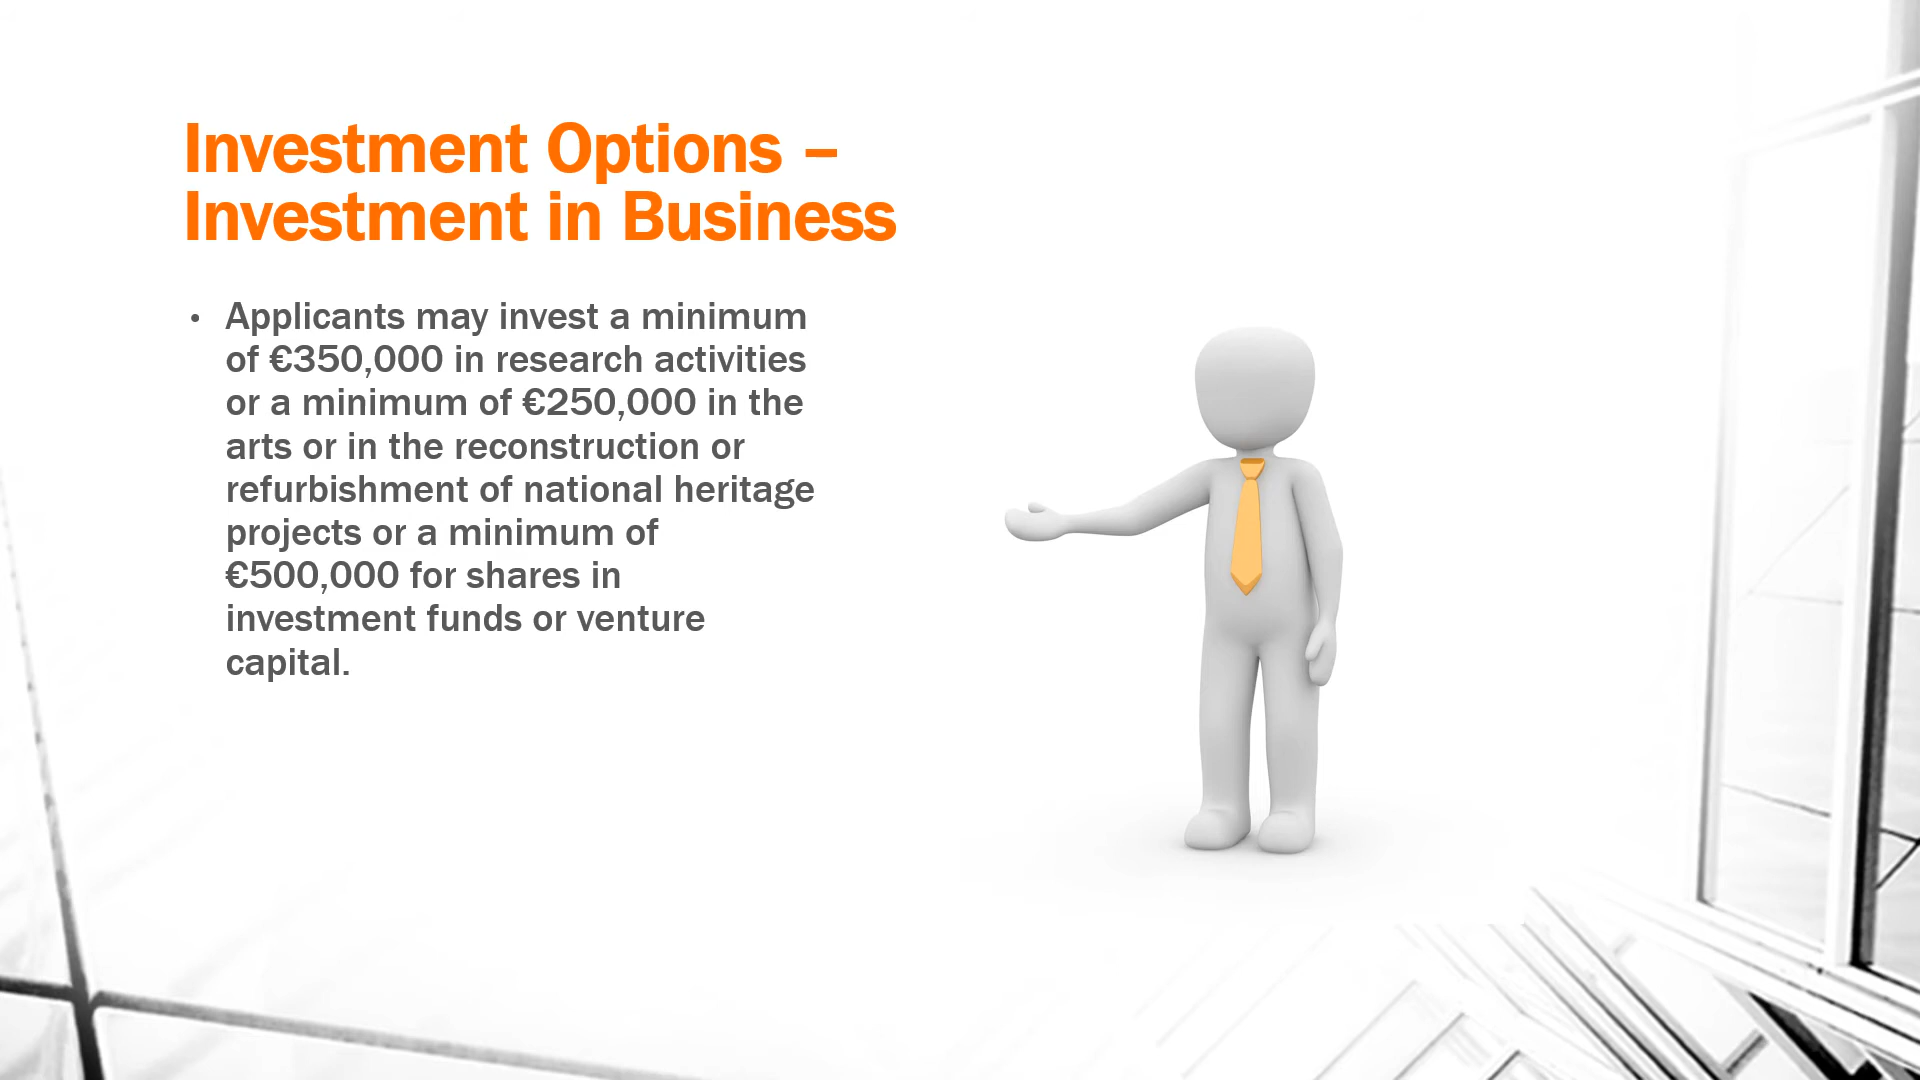 Investment Options –
Investment in Business
• Applicants may invest a minimum
of €350,000 in research activities
or a minimum of €250,000 in the
arts or in the reconstruction or
refurbishment of national heritage
projects or a minimum of
€500,000 for shares in
investment funds or venture
capital.